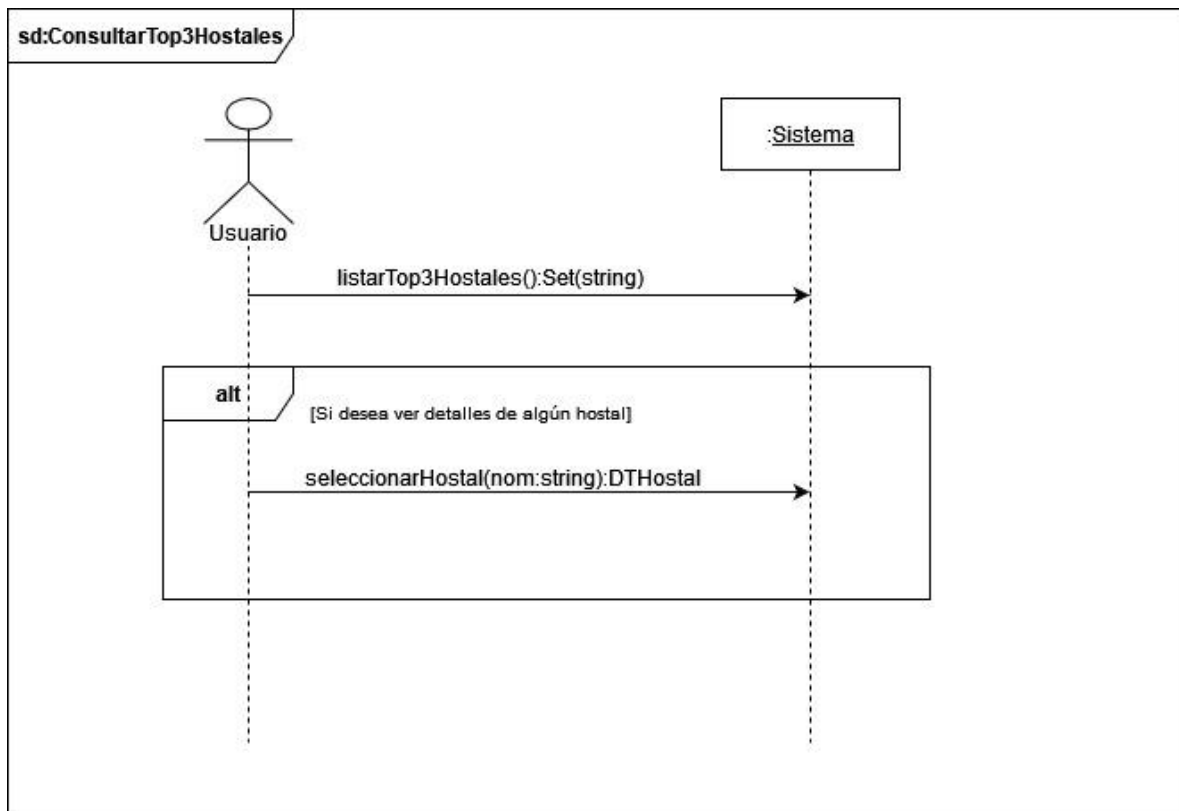 sd:ConsultarTop3Hostales
:Sistema
Usuario
listarTop3Hostales():Set(string)
alt
[Si desea ver detalles de algún hostal]
seleccionarHostal(nom:string):DTHostal